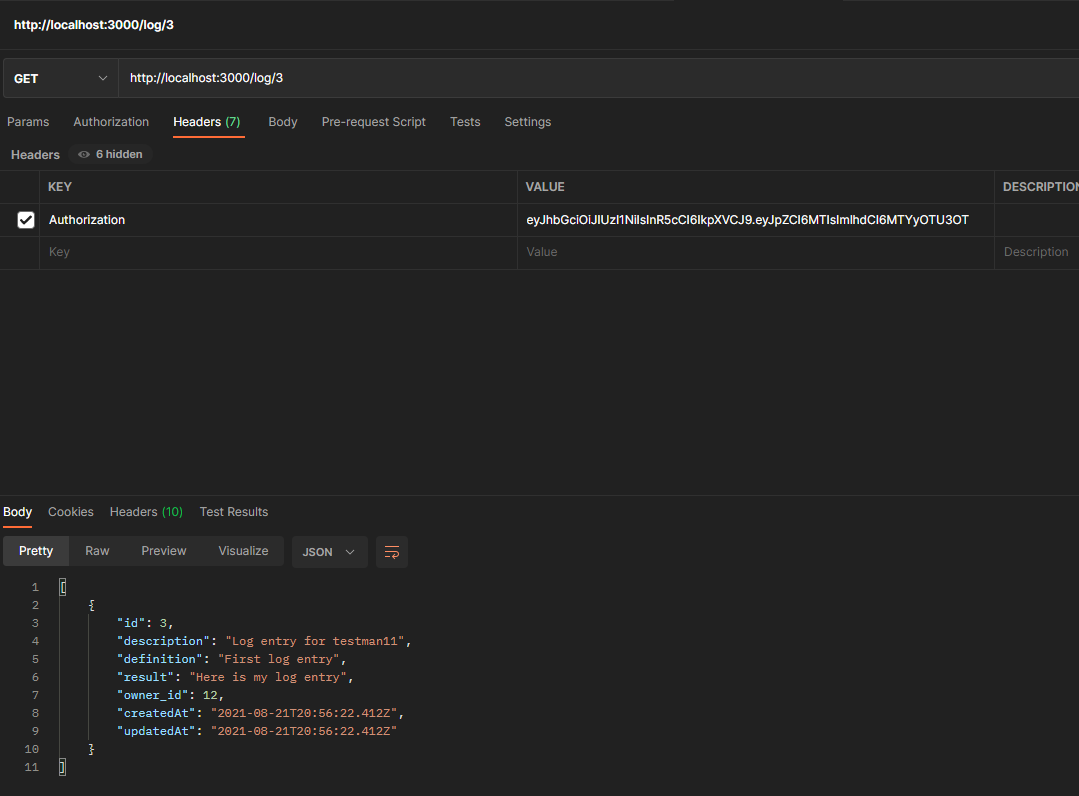 http://localhost:3000/log/3
GET http://localhost:3000/log/3
Params Authorization Headers (7) Body Pre-request Script Tests Settings
Headers 6 hidden
KEY VALUE DESCRIPTION
Authorization eyJhbGciOiJIUzI1NiIsInR5cCI6IkpXVCJ9.eyJpZCI6MTIsImlhdCI6MTYyOTU3OT
Key Value Description
Body Cookies Headers (10) Test Results
Pretty Raw Preview Visualize JSON
1 [
2 {
3 "id": 3,
4 "description": "Log entry for testman11",
5 "definition": "First log entry",
6 "result": "Here is my log entry",
7 "owner_id": 12,
8 "createdAt": "2021-08-21T20:56:22.412Z",
9 "updatedAt": "2021-08-21T20:56:22.412Z"
10 }
11 ]